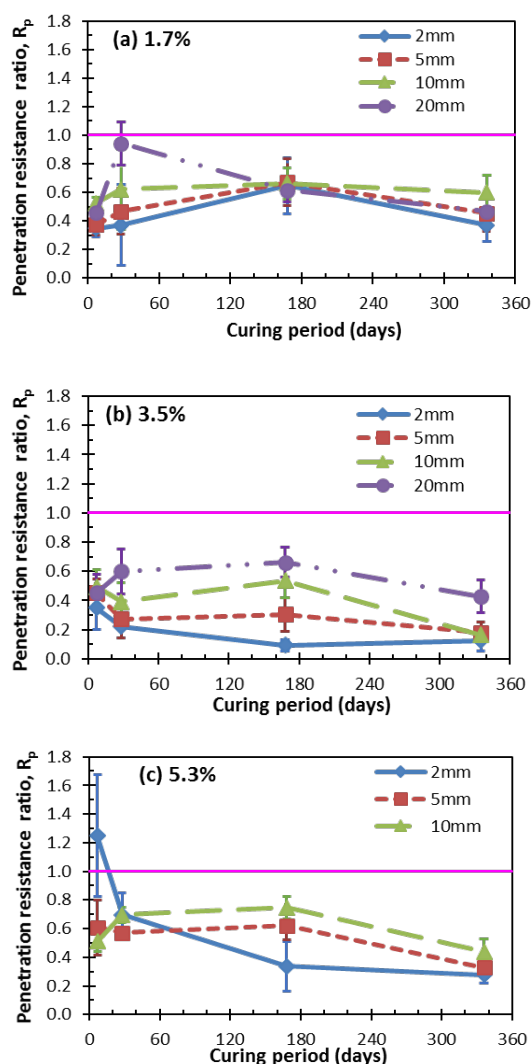 (a) 1.7%
2mm
5mm
10mm
20mm
Penetration resistance ratio, Rp
1.8
1.6
1.4
1.2
1.0
0.8
0.6
0.4
0.2
0.0
0 60 120 180 240 300 360
Curing period (days)
(b) 3.5%
2mm
5mm
10mm
20mm
Penetration resistance ratio, Rp
1.8
1.6
1.4
1.2
1.0
0.8
0.6
0.4
0.2
0.0
0 60 120 180 240 300 360
Curing period (days)
(c) 5.3%
2mm
5mm
10mm
Penetration resistance ratio, Rp
1.8
1.6
1.4
1.2
1.0
0.8
0.6
0.4
0.2
0.0
0 60 120 180 240 300 360
Curing period (days)